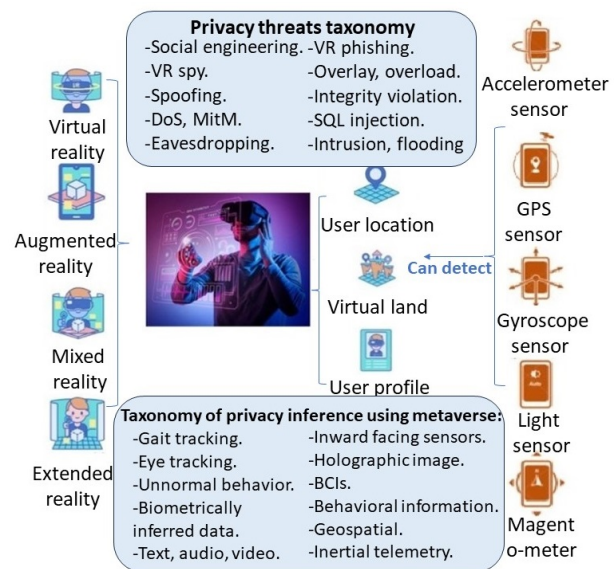 Privacy threats taxonomy
-Social engineering. -VR phishing.
-VR spy. -Overlay, overload.
-Spoofing. -Integrity violation.
-DoS, MitM. -SQL injection.
-Eavesdropping. -Intrusion, flooding
Virtual
reality
Augmented
reality
Mixed
reality
Extended
reality
User location
Virtual land
User profile
Can detect
Accelerometer
sensor
GPS
sensor
Gyroscope
sensor
Auto
Light
sensor
Magent
o-meter
Taxonomy of privacy inference using metaverse:
-Gait tracking. -Inward facing sensors.
-Eye tracking. -Holographic image.
-Unnormal behavior. -BCIs.
-Biometrically -Behavioral information.
inferred data. -Geospatial.
-Text, audio, video. -Inertial telemetry.